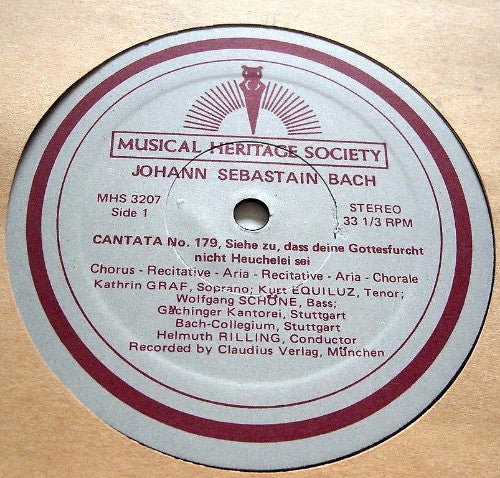 MUSICAL HERITAGE SOCIETY
JOHANN SEBASTAIN BACH
MHS 3207
Side 1
STEREO
33 1/3 RPM
CANTATA No. 179, Siehe zu, dass deine Gottesfurcht
nicht Heuchelei sei
Chorus - Recitative - Aria - Recitative - Aria - Chorale
Kathrin GRAF, Soprano; Kurt EQUILUZ, Tenor;
Wolfgang SCHÖNE, Bass;
Gächinger Kantorei, Stuttgart
Bach-Collegium, Stuttgart
Helmuth RILLING, Conductor
Recorded by Claudius Verlag, München